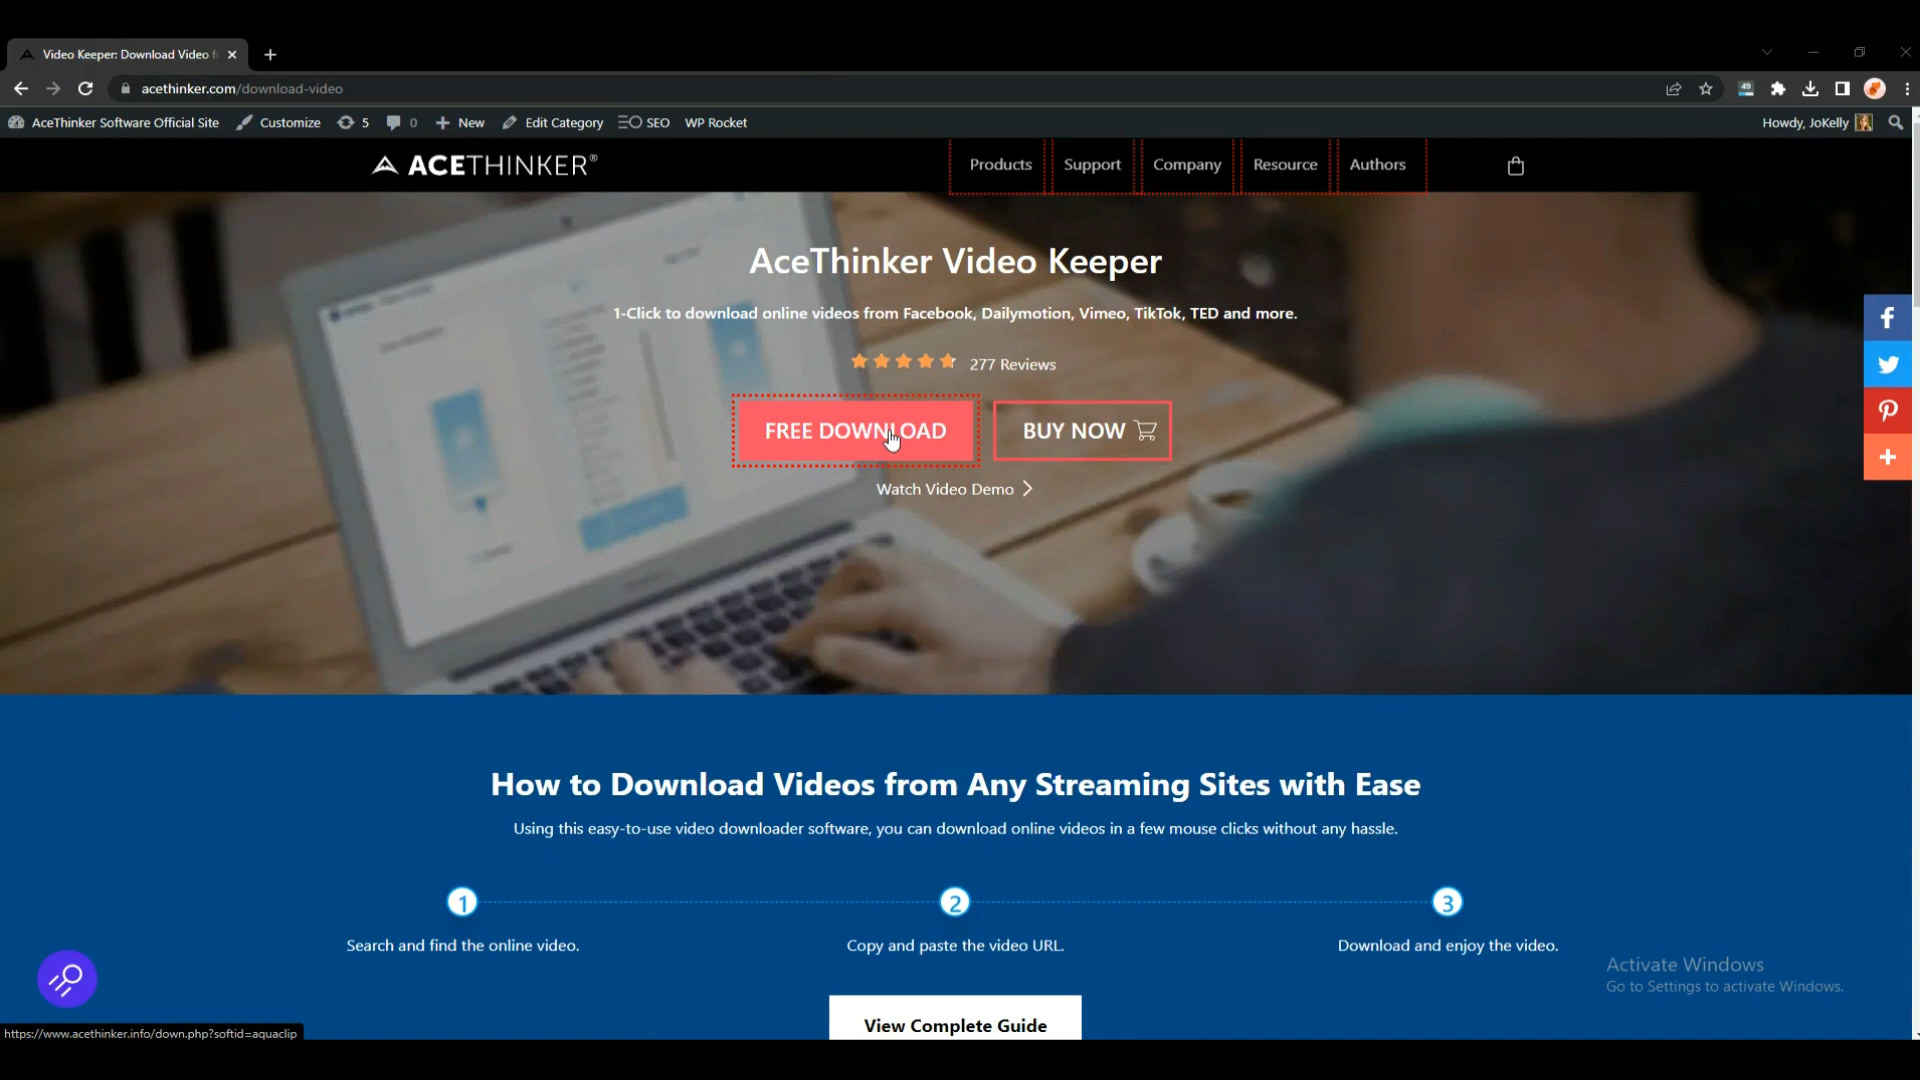 Video Keeper: Download Video f
acethinker.com/download-video
AceThinker Software Official Site
Customize
5
0
New
Edit Category
SEO
WP Rocket
Howdy, JoKelly
49
ACETHINKER®
Products
Support
Company
Resource
Authors
AceThinker Video Keeper
1-Click to download online videos from Facebook, Dailymotion, Vimeo, TikTok, TED and more.
277 Reviews
FREE DOWNLOAD
BUY NOW
Watch Video Demo
How to Download Videos from Any Streaming Sites with Ease
Using this easy-to-use video downloader software, you can download online videos in a few mouse clicks without any hassle.
1
2
3
Search and find the online video.
Copy and paste the video URL.
Download and enjoy the video.
Activate Windows
Go to Settings to activate Windows.
View Complete Guide
https://www.acethinker.info/down.php?softid=aquaclip